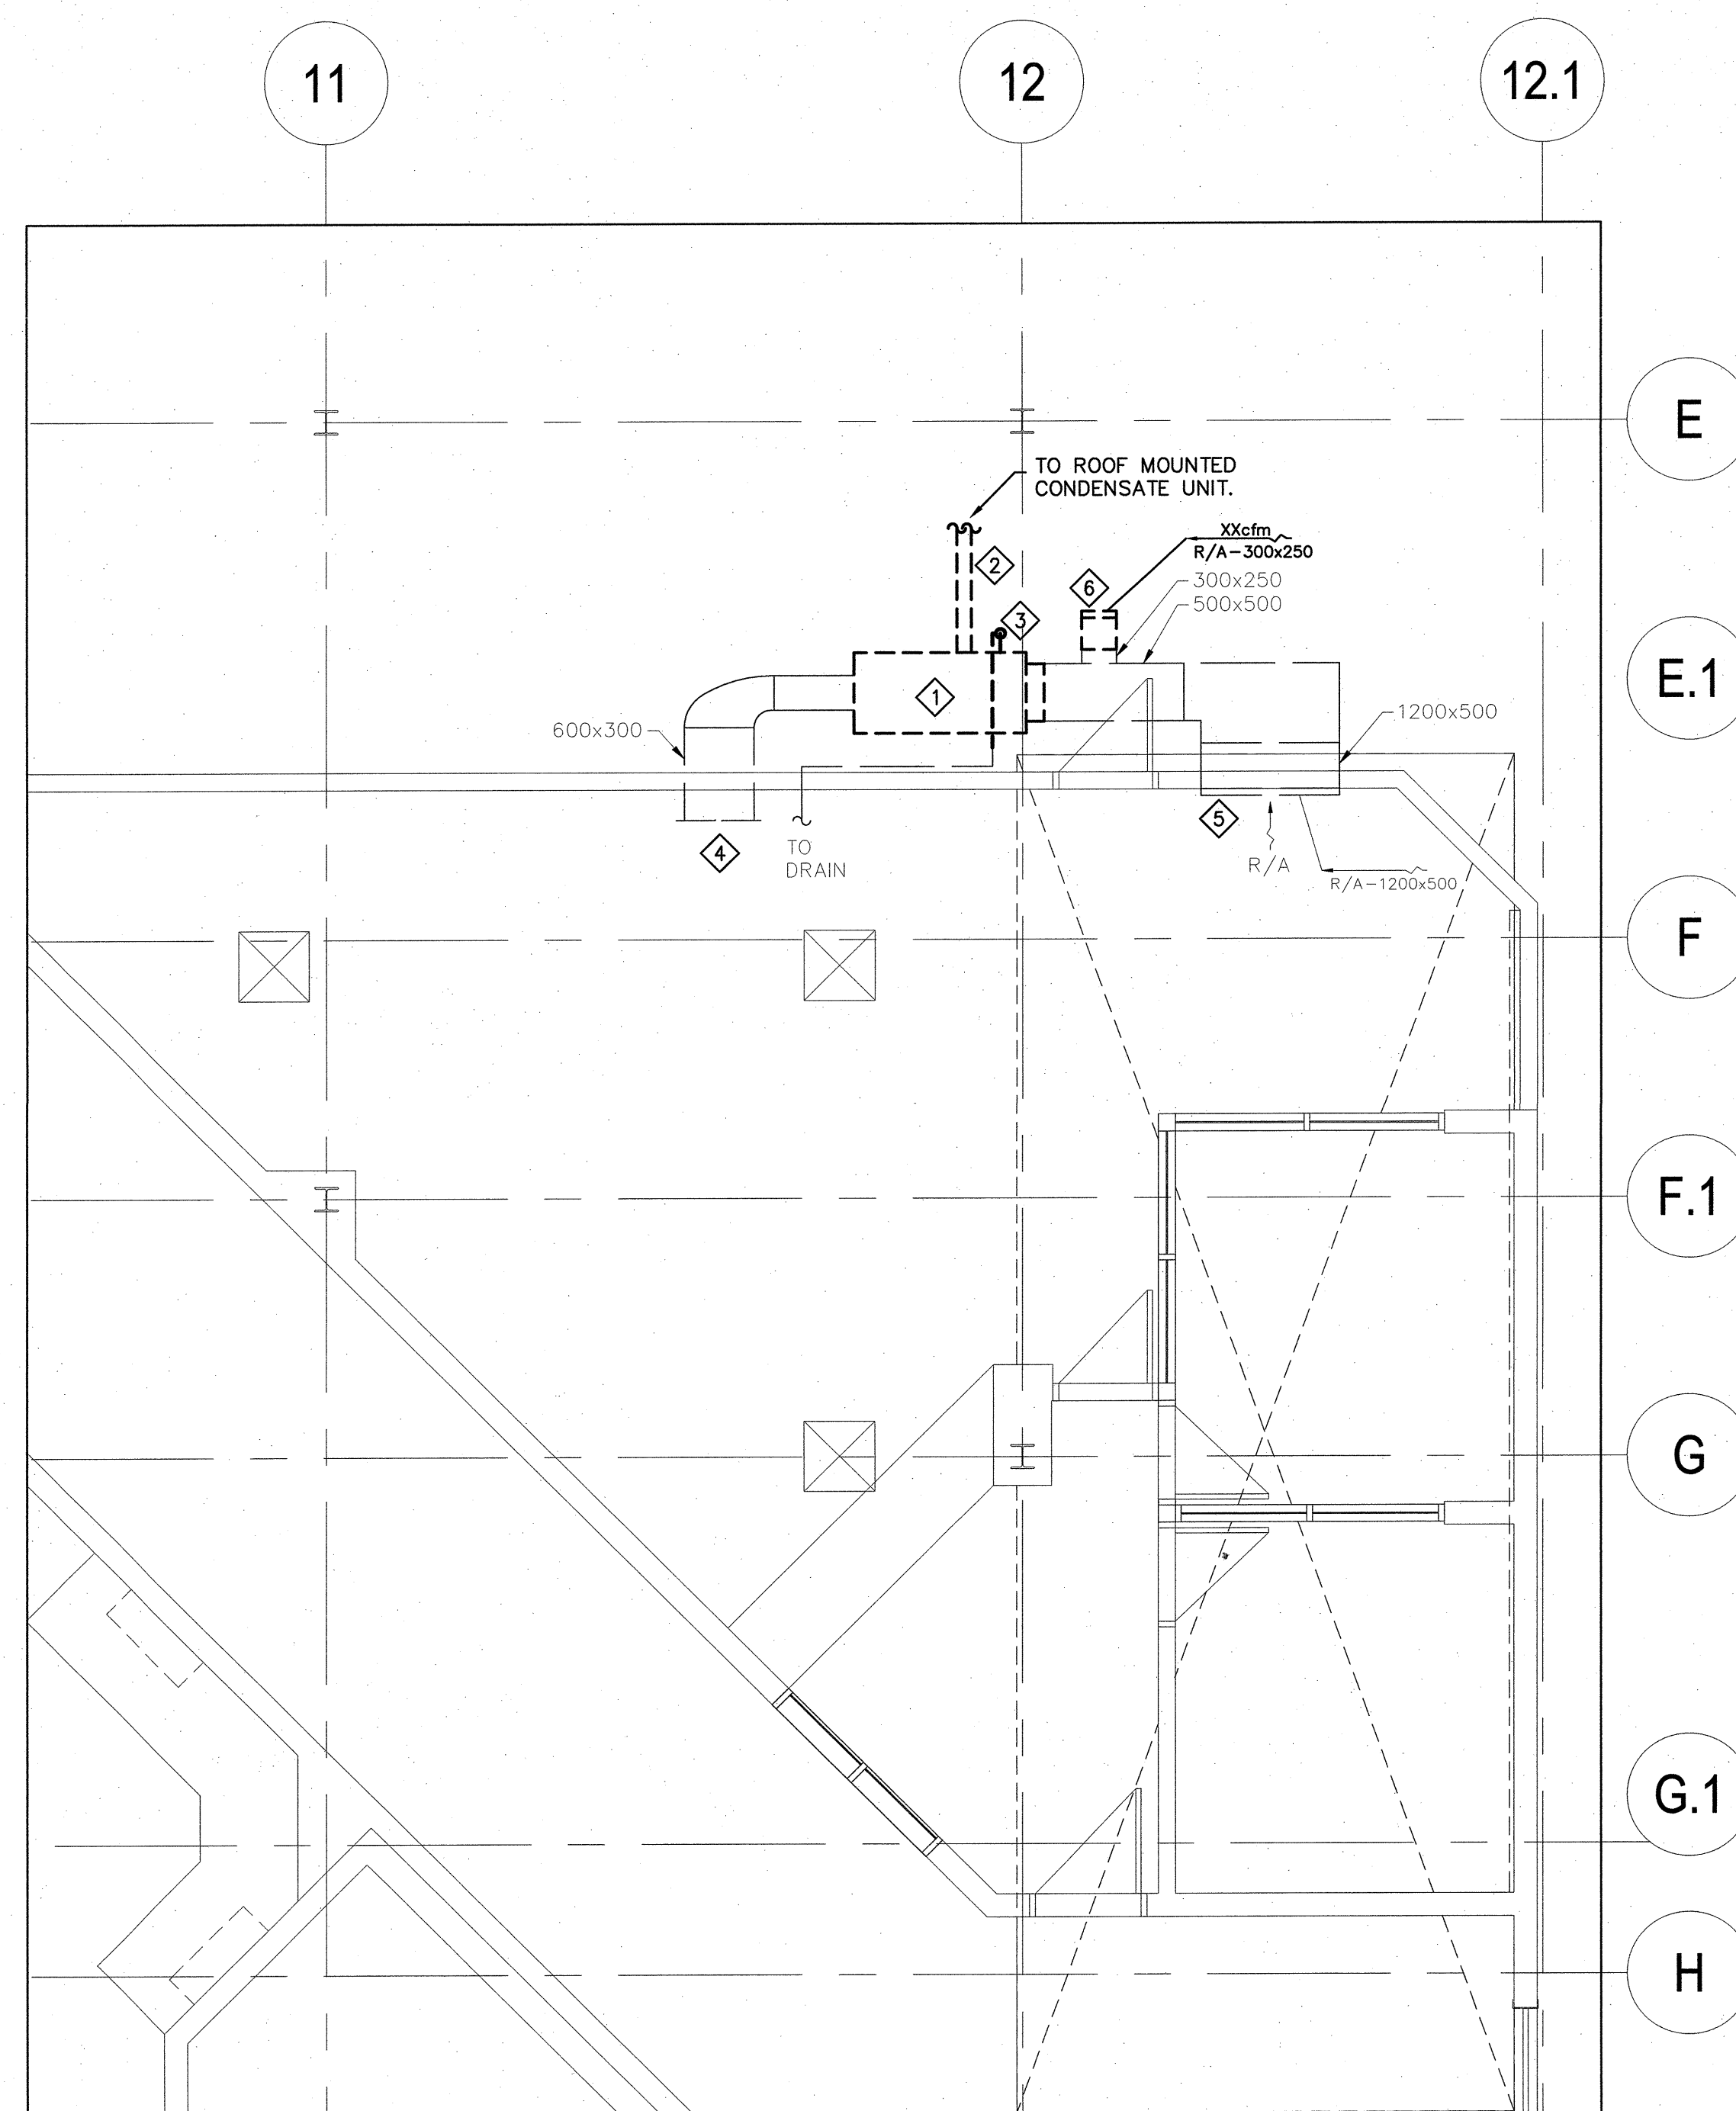 11
12
12.1
E
TO ROOF MOUNTED
CONDENSATE UNIT.
XXcfm
R/A-300x250
2
6
300x250
500x500
3
E.1
1
1200x500
600x300
5
4
TO
DRAIN
R/A
R/A-1200x500
F
F.1
G
G.1
H